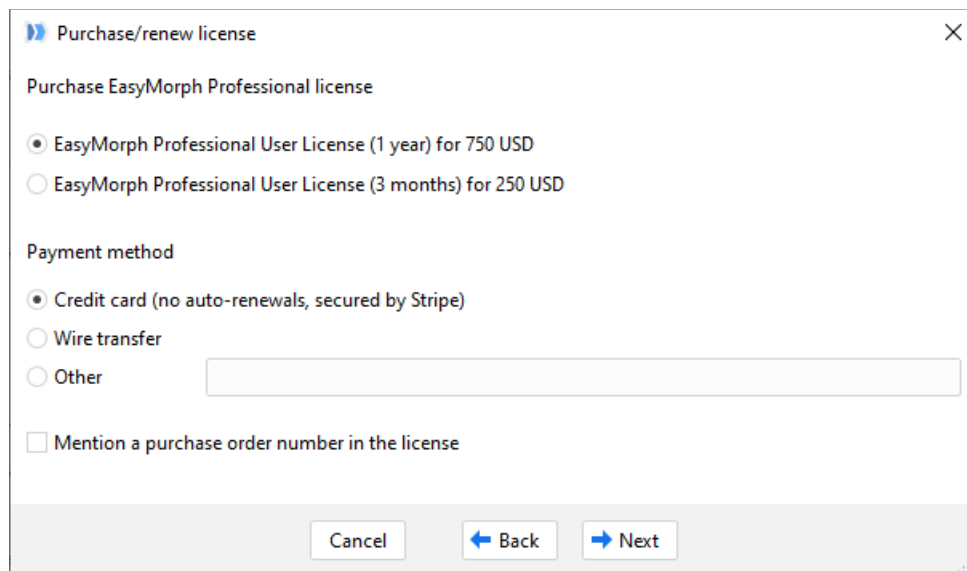 Purchase/renew license
Purchase EasyMorph Professional license
EasyMorph Professional User License (1 year) for 750 USD
EasyMorph Professional User License (3 months) for 250 USD
Payment method
Credit card (no auto-renewals, secured by Stripe)
Wire transfer
Other
Mention a purchase order number in the license
Cancel
Back
Next